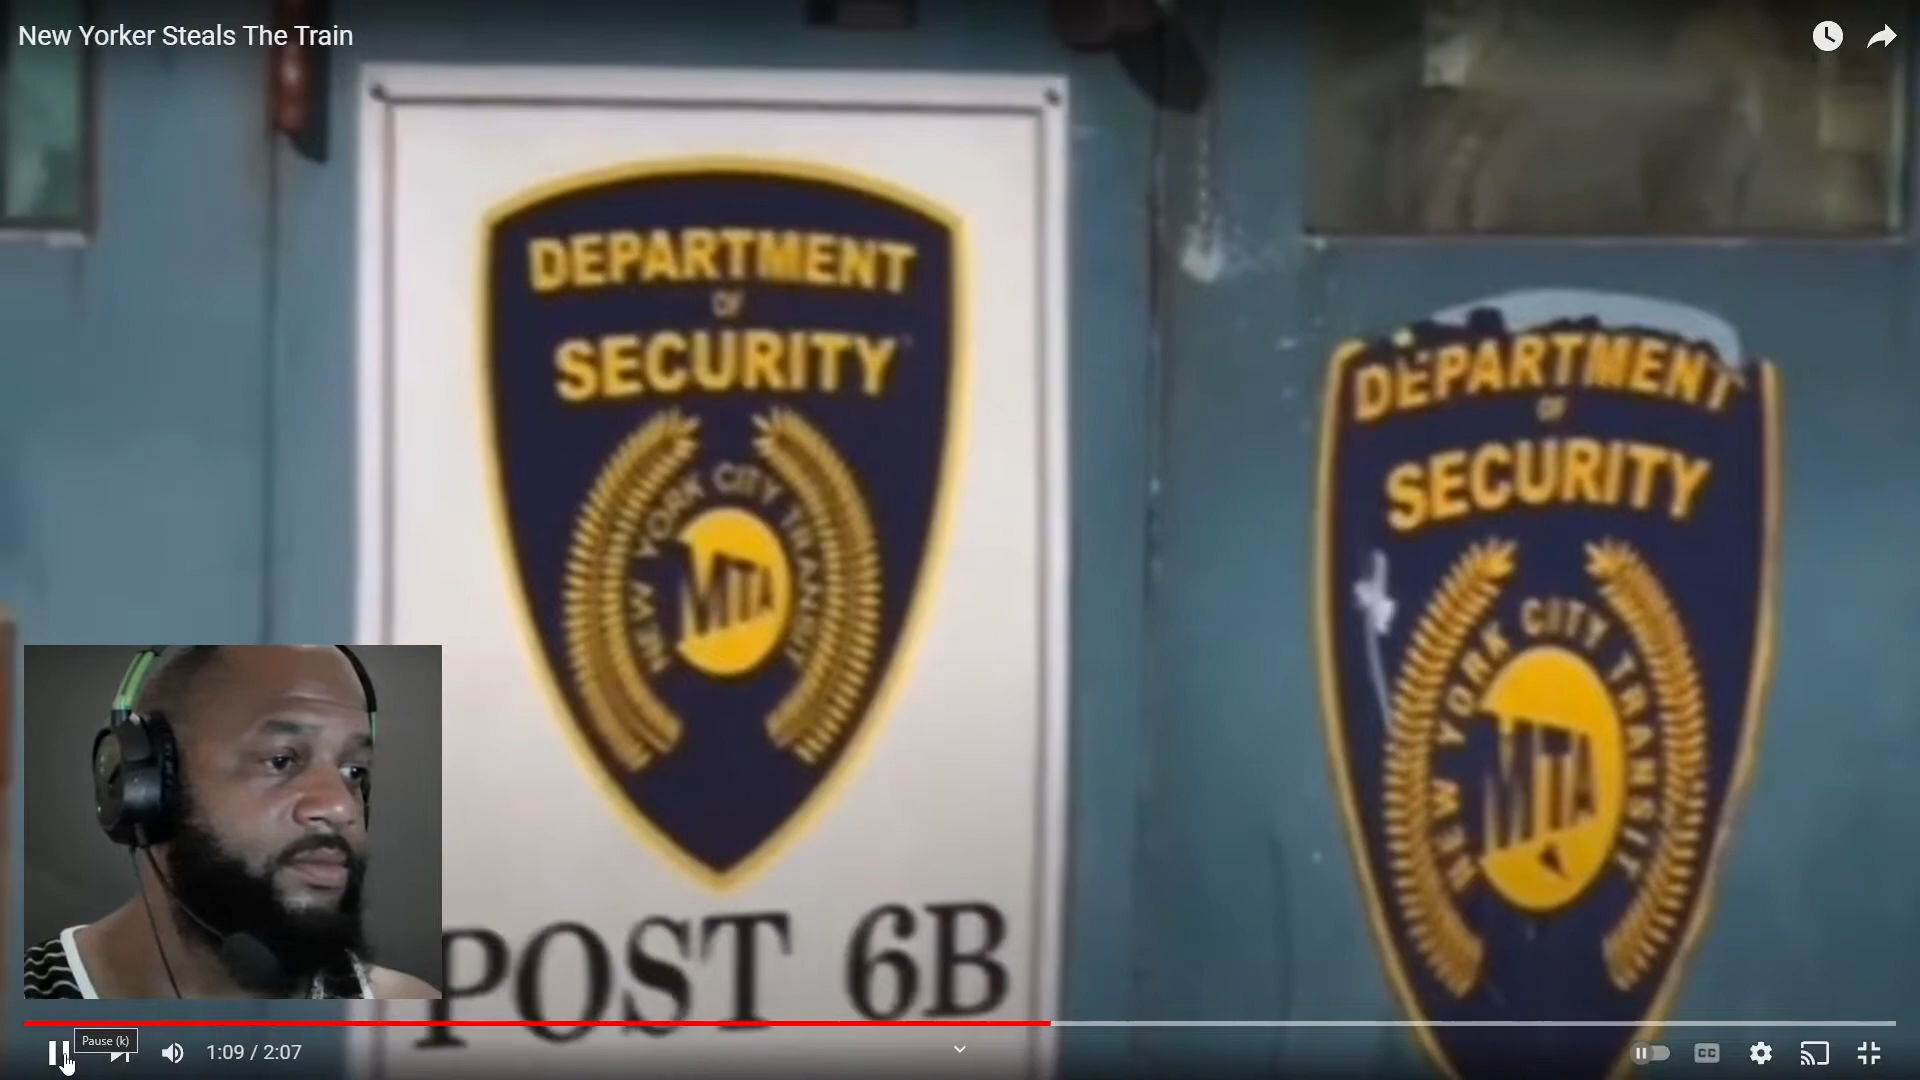 New Yorker Steals The Train
DEPARTMENT
OF
SECURITY
NEW YORK CITY TRANSIT
MTA
POST 6B
DEPARTMENT
OF
SECURITY
NEW YORK CITY TRANSIT
MTA
Pause (k)
1:09 / 2:07
CC